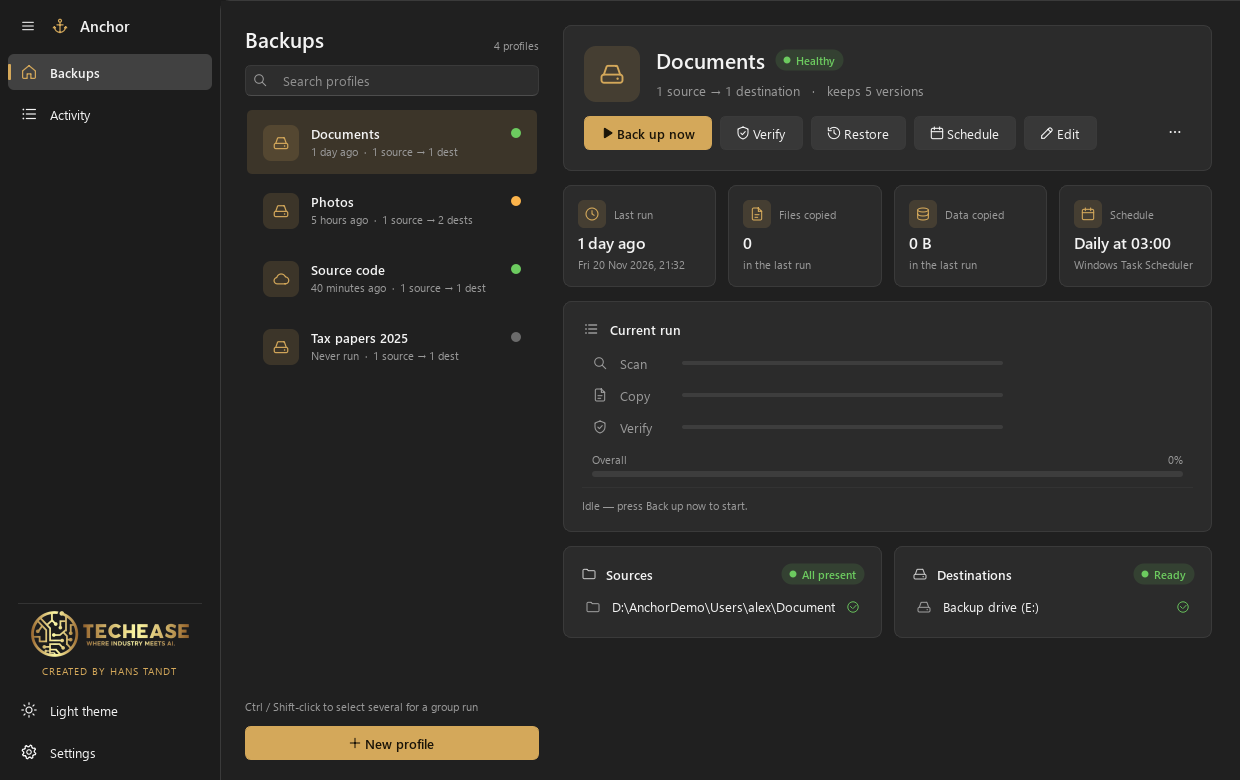 Anchor
Backups
Activity
TECHEASE
WHERE INDUSTRY MEETS AI.
CREATED BY HANS TANDT
Light theme
Settings
Backups
4 profiles
Search profiles
Documents
1 day ago · 1 source → 1 dest
Photos
5 hours ago · 1 source → 2 dests
Source code
40 minutes ago · 1 source → 1 dest
Tax papers 2025
Never run · 1 source → 1 dest
Ctrl / Shift-click to select several for a group run
New profile
Documents
Healthy
1 source → 1 destination · keeps 5 versions
Back up now
Verify
Restore
Schedule
Edit
Last run
1 day ago
Fri 20 Nov 2026, 21:32
Files copied
0
in the last run
Data copied
0 B
in the last run
Schedule
Daily at 03:00
Windows Task Scheduler
Current run
Scan
Copy
Verify
Overall
0%
Idle — press Back up now to start.
Sources
All present
D:\AnchorDemo\Users\alex\Document
Destinations
Ready
Backup drive (E:)